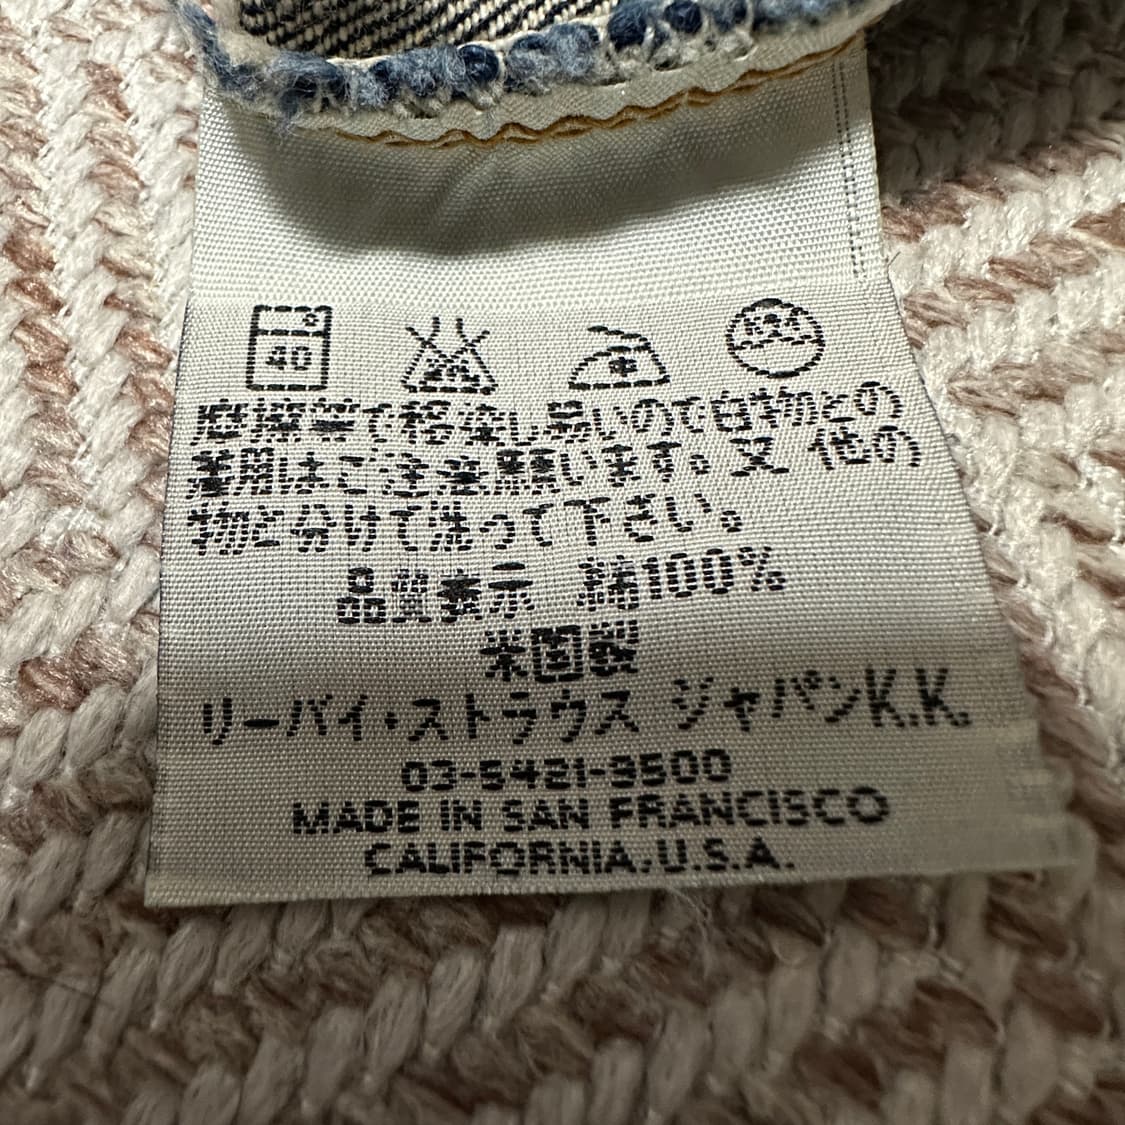 40
摩擦等で移染し易いので白物との
着用はご注意願います。又 他の
物と分けて洗って下さい。
品質表示 綿100%
米国製
リーバイ・ストラウス ジャパンK.K.
03-5421-9500
MADE IN SAN FRANCISCO
CALIFORNIA, U.S.A.